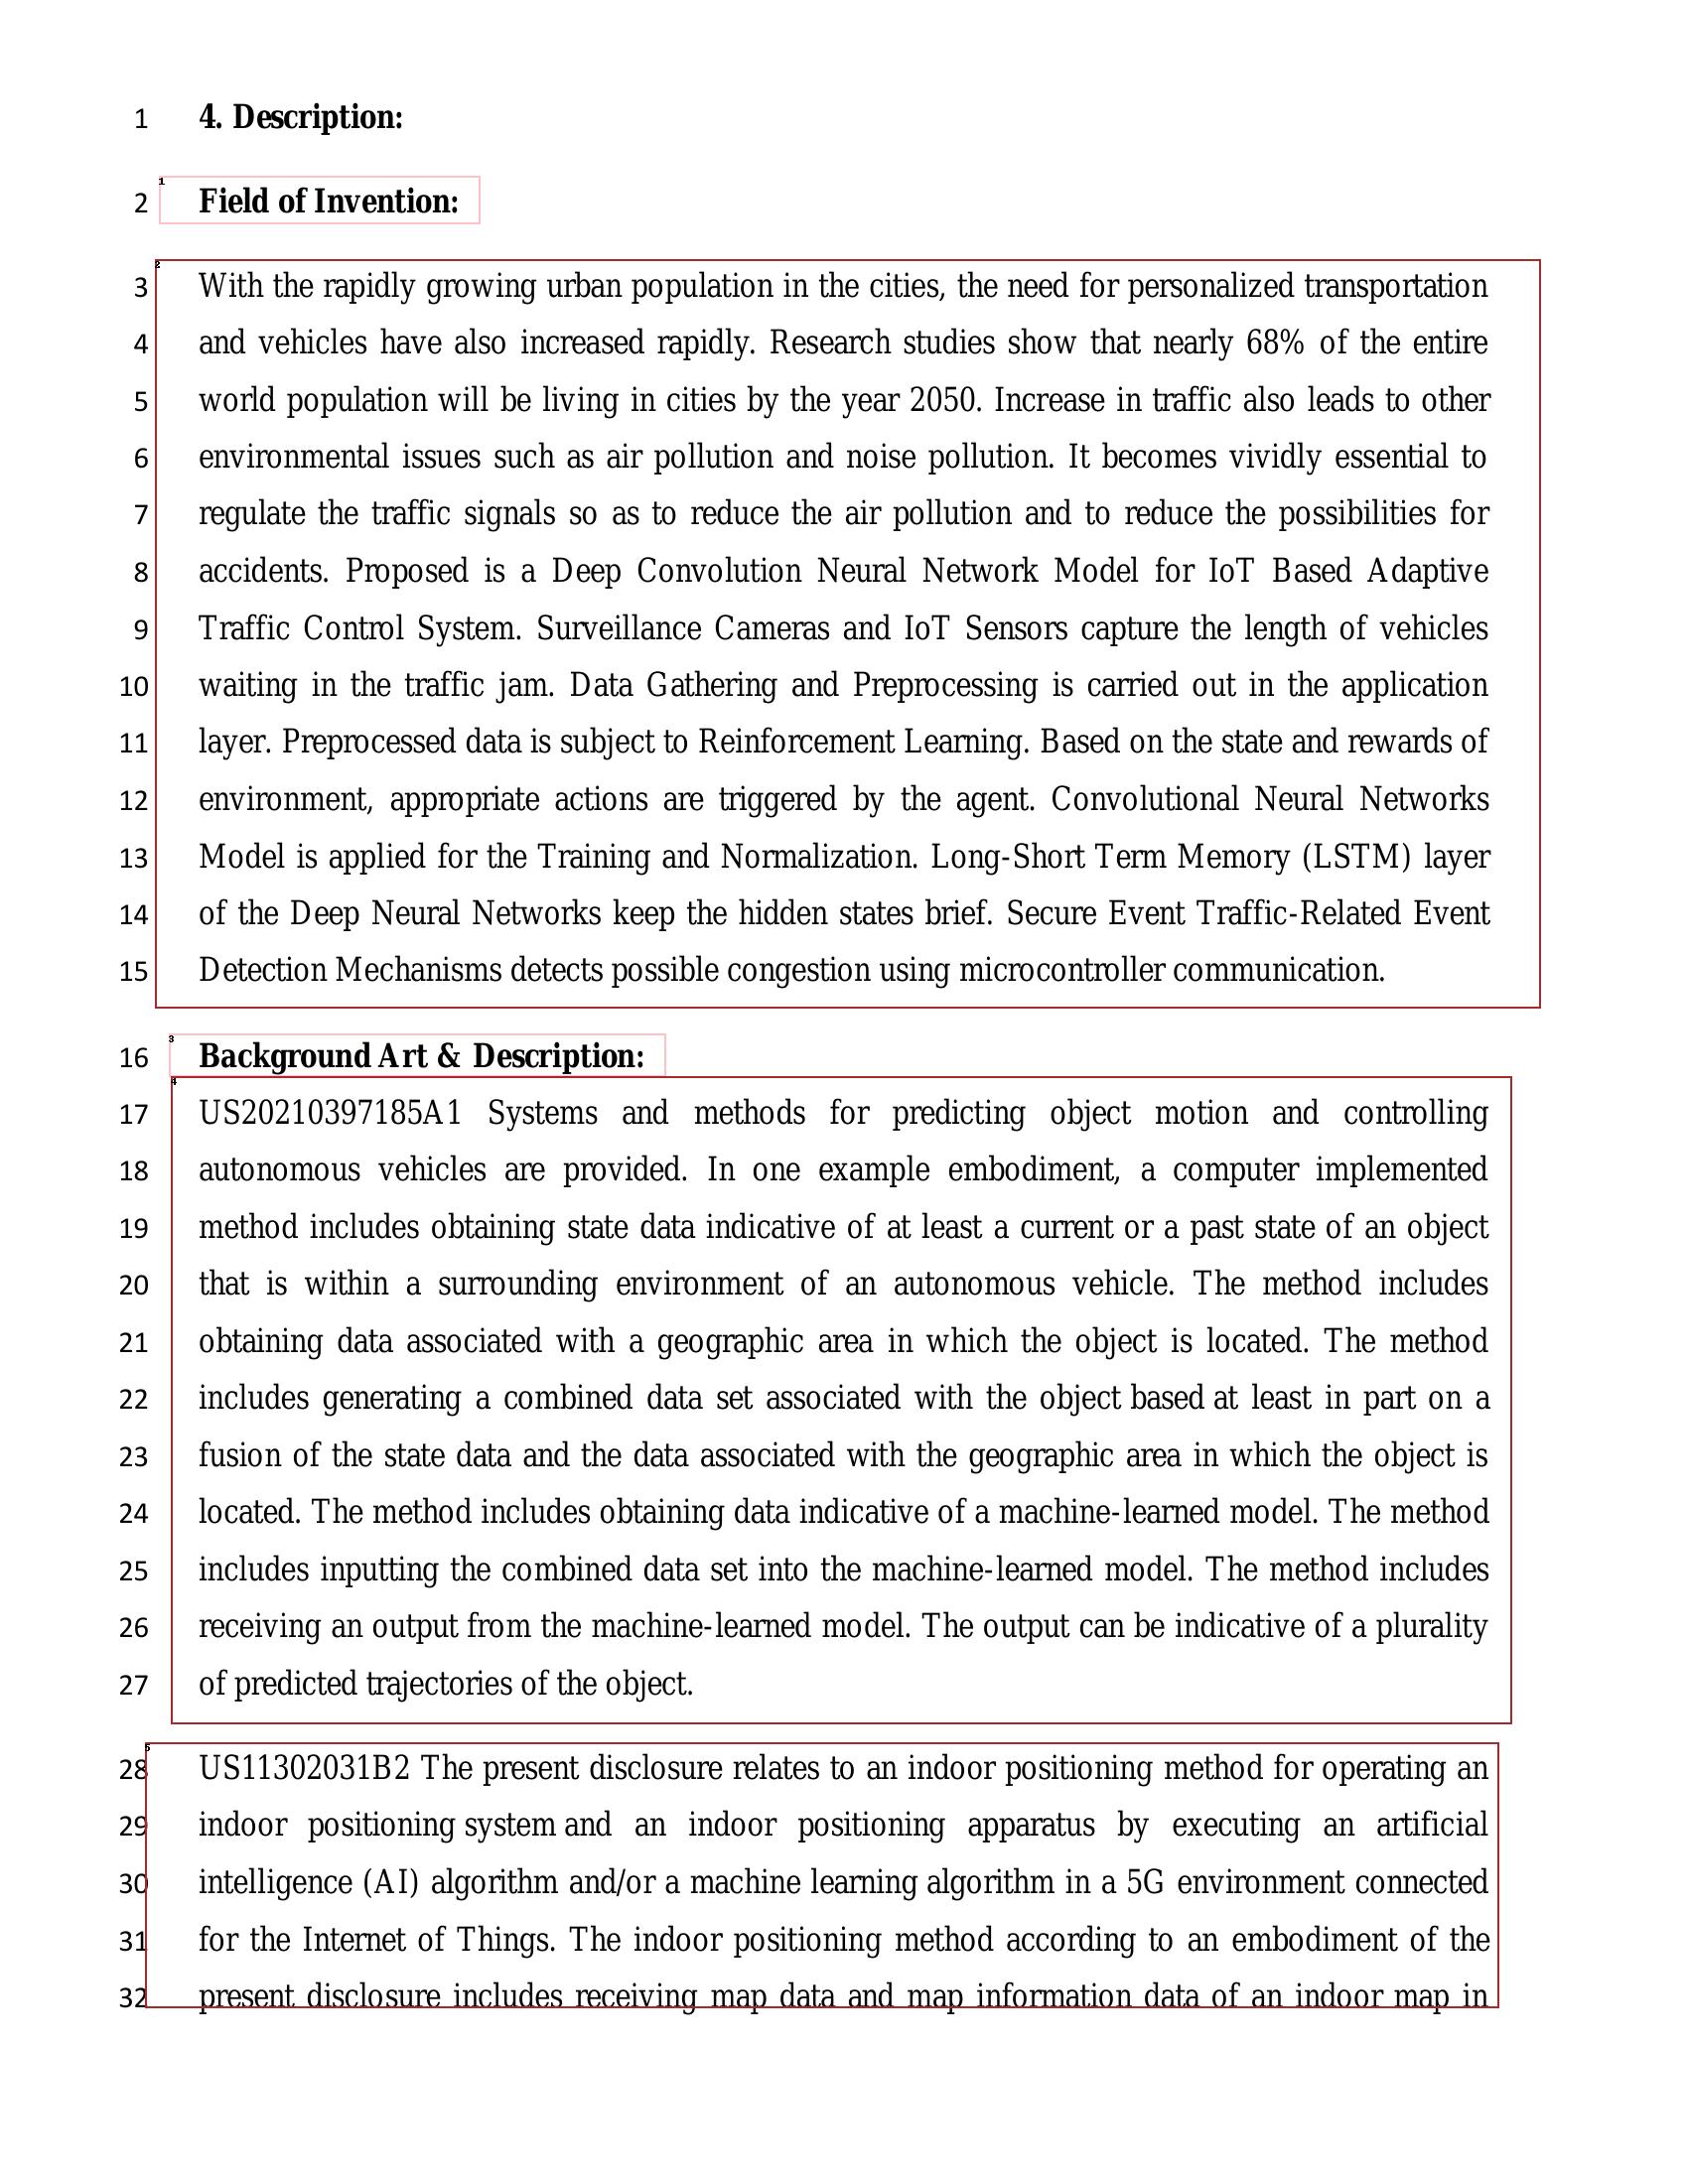 1 4. Description:
2 Field of Invention:
3 With the rapidly growing urban population in the cities, the need for personalized transportation
4 and vehicles have also increased rapidly. Research studies show that nearly 68% of the entire
5 world population will be living in cities by the year 2050. Increase in traffic also leads to other
6 environmental issues such as air pollution and noise pollution. It becomes vividly essential to
7 regulate the traffic signals so as to reduce the air pollution and to reduce the possibilities for
8 accidents. Proposed is a Deep Convolution Neural Network Model for IoT Based Adaptive
9 Traffic Control System. Surveillance Cameras and IoT Sensors capture the length of vehicles
10 waiting in the traffic jam. Data Gathering and Preprocessing is carried out in the application
11 layer. Preprocessed data is subject to Reinforcement Learning. Based on the state and rewards of
12 environment, appropriate actions are triggered by the agent. Convolutional Neural Networks
13 Model is applied for the Training and Normalization. Long-Short Term Memory (LSTM) layer
14 of the Deep Neural Networks keep the hidden states brief. Secure Event Traffic-Related Event
15 Detection Mechanisms detects possible congestion using microcontroller communication.
16 Background Art & Description:
17 US20210397185A1 Systems and methods for predicting object motion and controlling
18 autonomous vehicles are provided. In one example embodiment, a computer implemented
19 method includes obtaining state data indicative of at least a current or a past state of an object
20 that is within a surrounding environment of an autonomous vehicle. The method includes
21 obtaining data associated with a geographic area in which the object is located. The method
22 includes generating a combined data set associated with the object based at least in part on a
23 fusion of the state data and the data associated with the geographic area in which the object is
24 located. The method includes obtaining data indicative of a machine-learned model. The method
25 includes inputting the combined data set into the machine-learned model. The method includes
26 receiving an output from the machine-learned model. The output can be indicative of a plurality
27 of predicted trajectories of the object.
28 US11302031B2 The present disclosure relates to an indoor positioning method for operating an
29 indoor positioning system and an indoor positioning apparatus by executing an artificial
30 intelligence (AI) algorithm and/or a machine learning algorithm in a 5G environment connected
31 for the Internet of Things. The indoor positioning method according to an embodiment of the
32 present disclosure includes receiving map data and map information data of an indoor map in